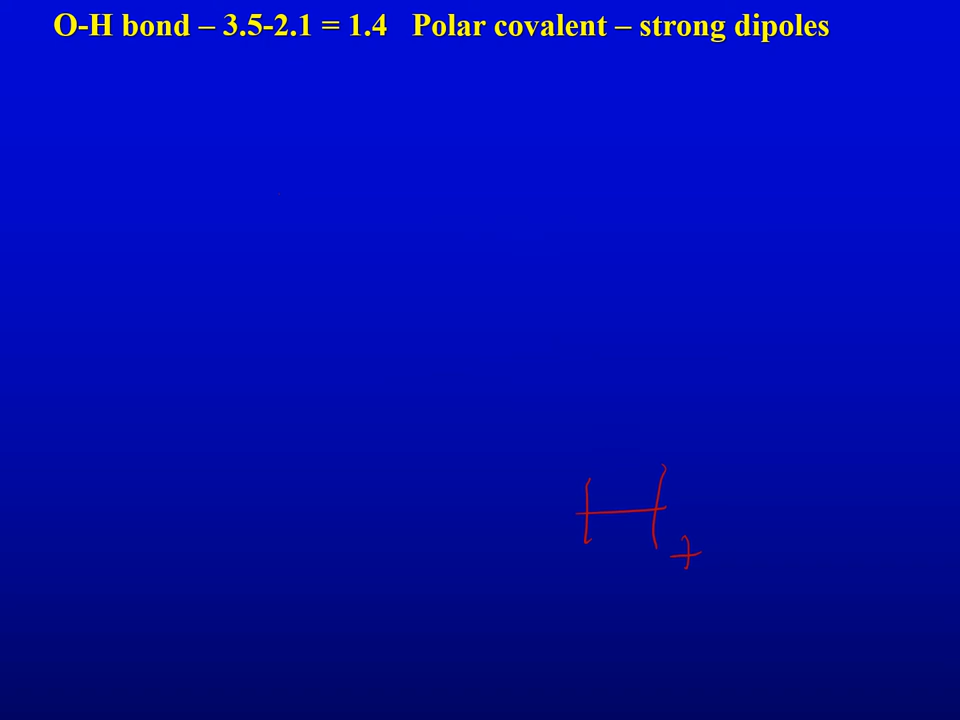 O-H bond – 3.5-2.1 = 1.4 Polar covalent – strong dipoles
H
+